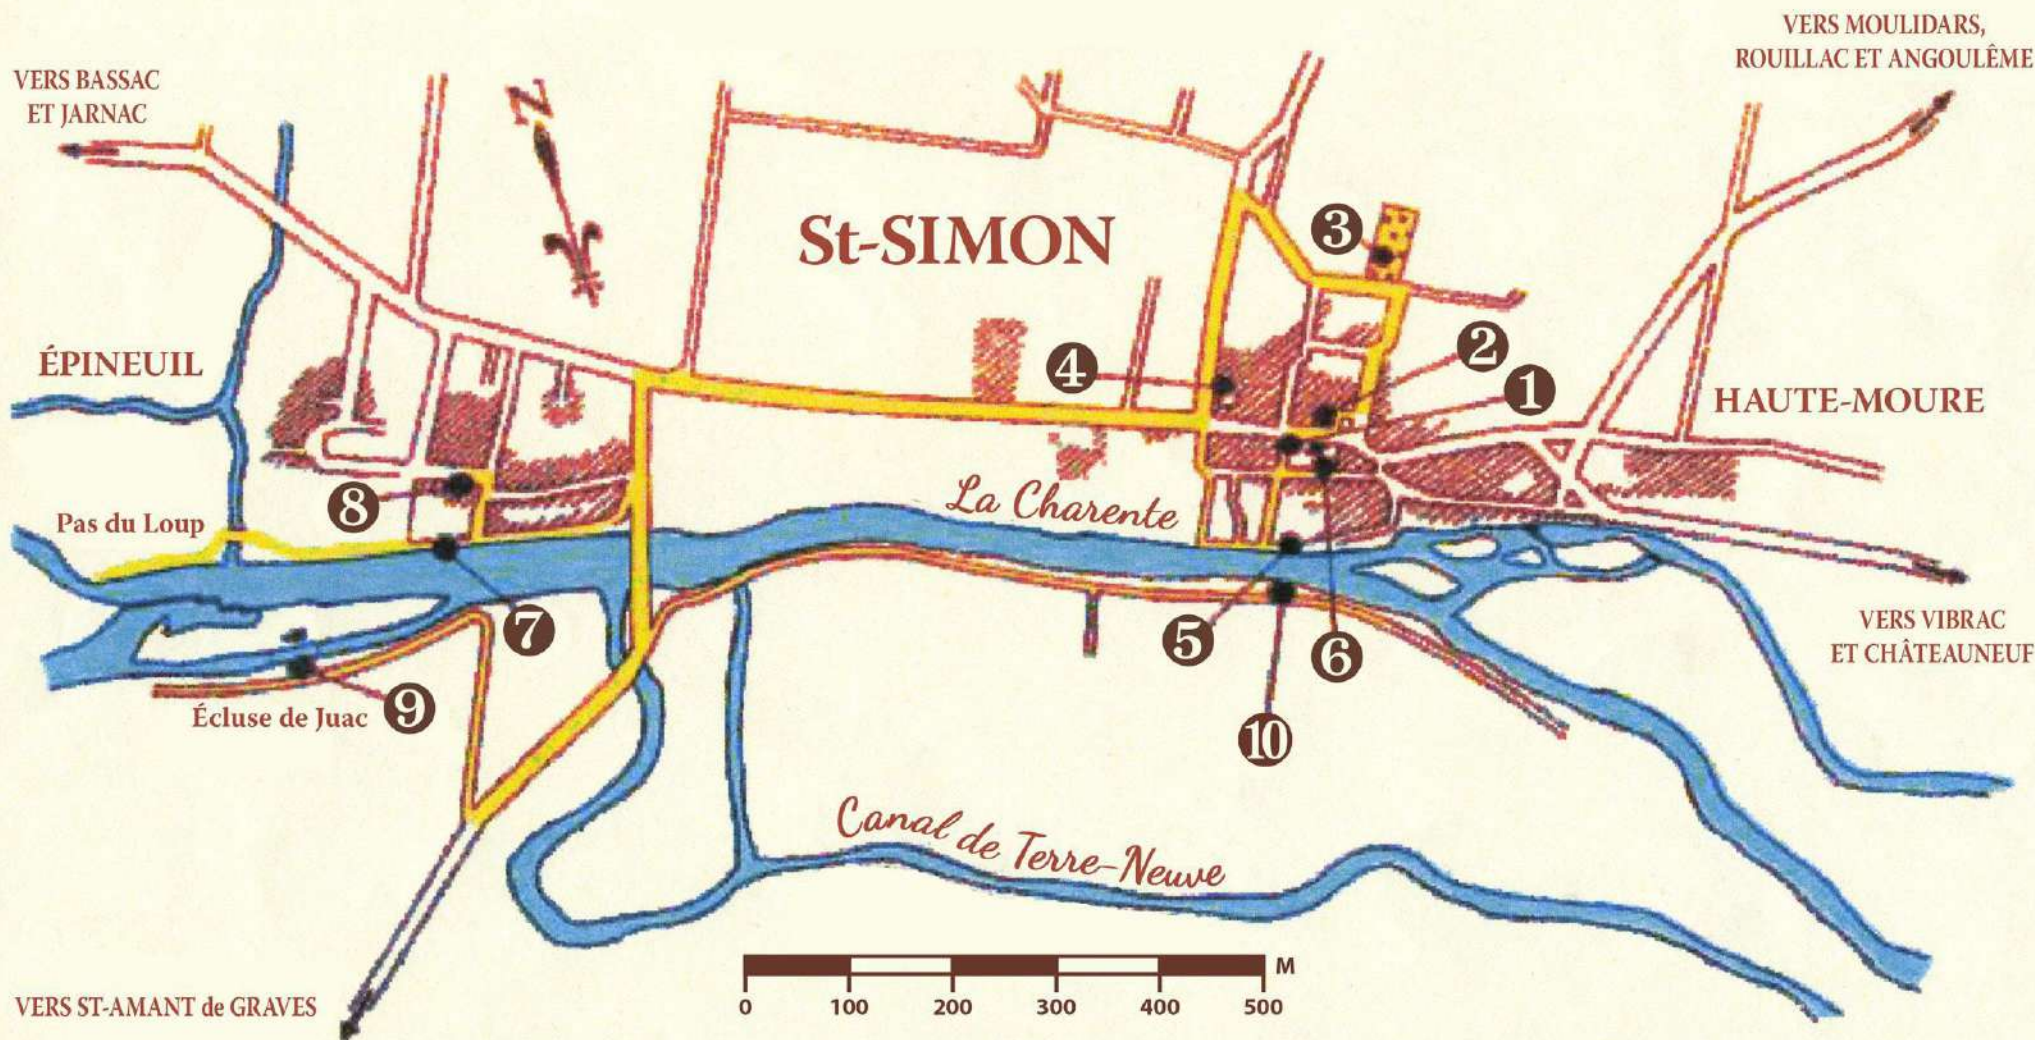 VERS MOULIDARS,
ROUILLAC ET ANGOULÊME
VERS BASSAC
ET JARNAC
N
St-SIMON
3
2
4
1
ÉPINEUIL
HAUTE-MOURE
8
La Charente
Pas du Loup
7
5
6
VERS VIBRAC
ET CHÂTEAUNEUF
Écluse de Juac
9
10
Canal de Terre-Neuve
M
0 100 200 300 400 500
VERS ST-AMANT de GRAVES